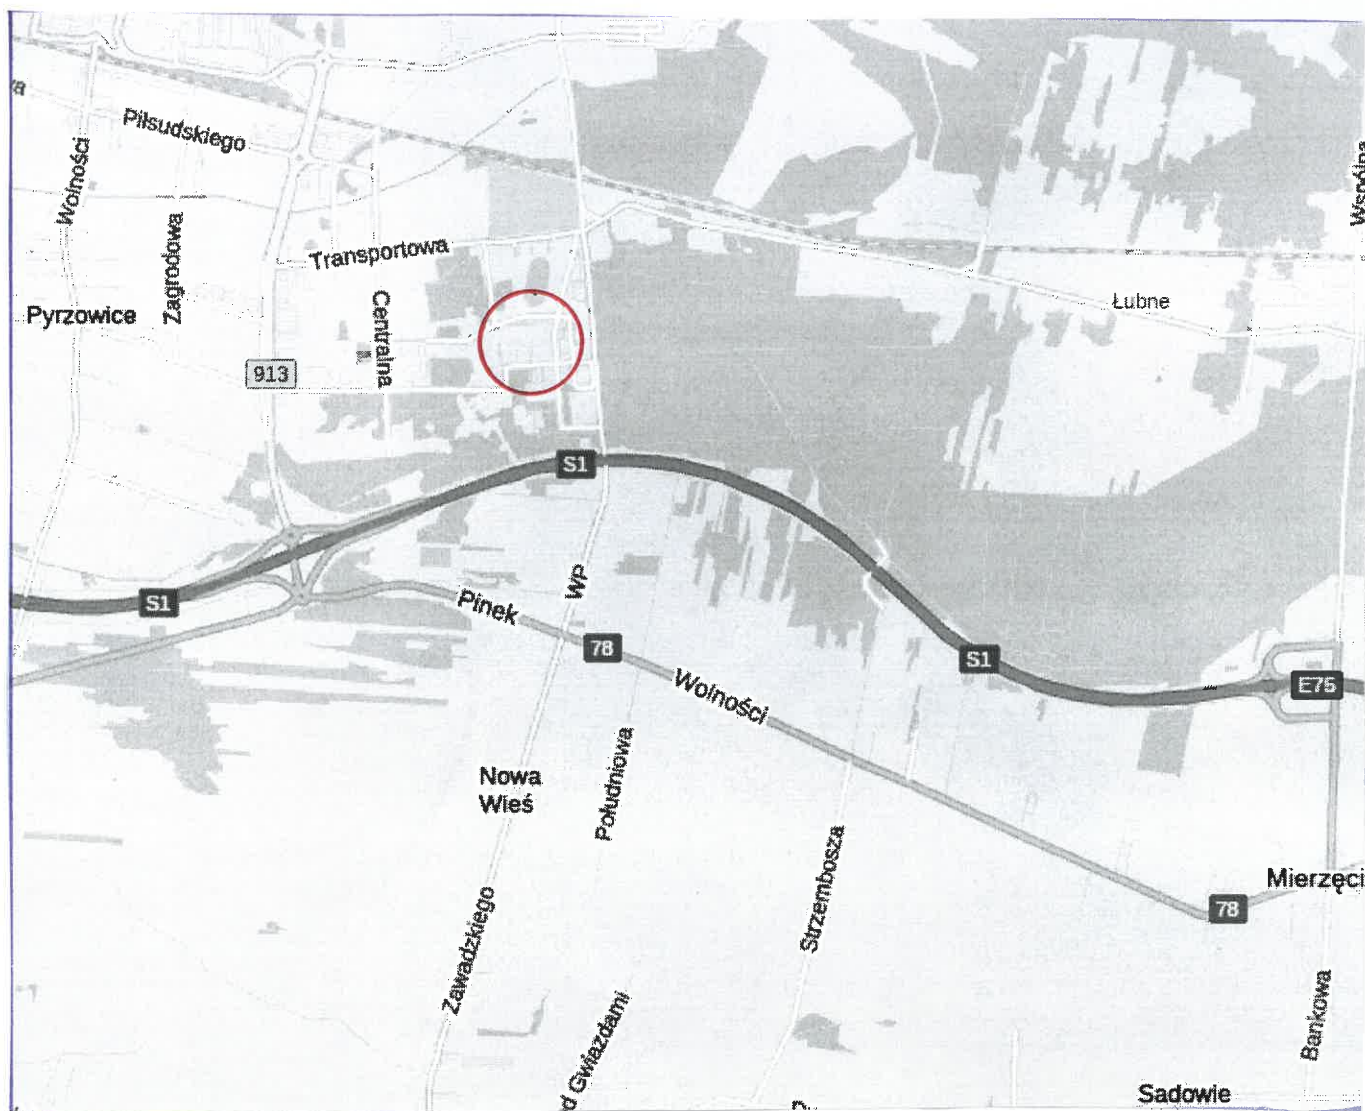 Piłsudskiego
Wolności
Wspólna
Zagrodowa
Transportowa
Łubne
Pyrzowice
Centralna
913
S1
WP
S1
Pinek
78
S1
Wolności
E75
Nowa
Wieś
Południowa
Strzembosza
Mierzęci
78
Zawadzkiego
Bankowa
d Gwiazdami
Sadowie